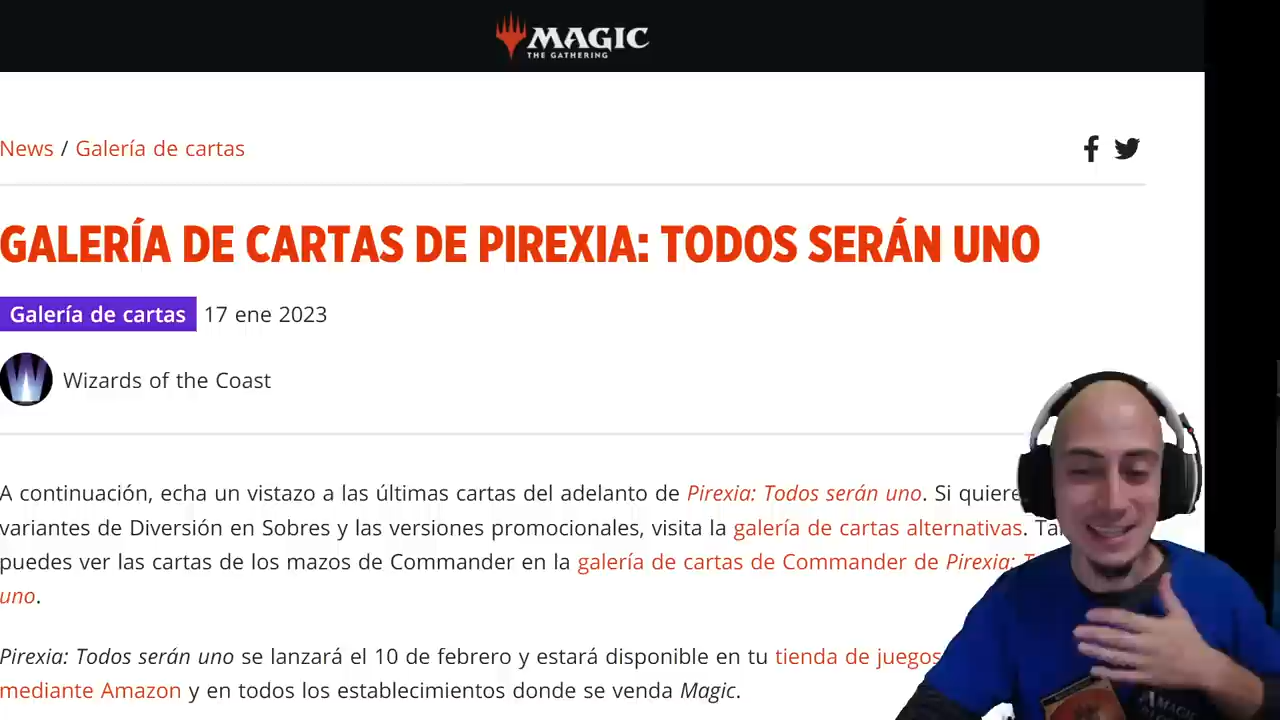 MAGIC
THE GATHERING
News / Galería de cartas
GALERÍA DE CARTAS DE PIREXIA: TODOS SERÁN UNO
Galería de cartas 17 ene 2023
Wizards of the Coast
A continuación, echa un vistazo a las últimas cartas del adelanto de Pirexia: Todos serán uno. Si quiere
variantes de Diversión en Sobres y las versiones promocionales, visita la galería de cartas alternativas. Ta
puedes ver las cartas de los mazos de Commander en la galería de cartas de Commander de Pirexia: T
uno.
Pirexia: Todos serán uno se lanzará el 10 de febrero y estará disponible en tu tienda de juegos
mediante Amazon y en todos los establecimientos donde se venda Magic.
MAGIC